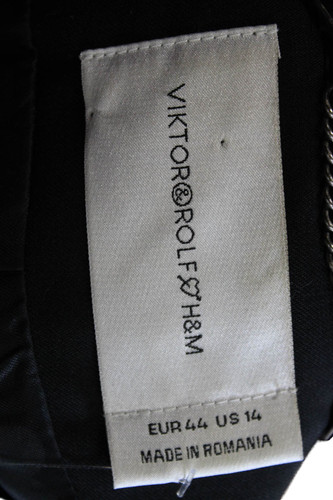 VIKTOR&ROLF♡H&M
EUR 44 US 14
MADE IN ROMANIA